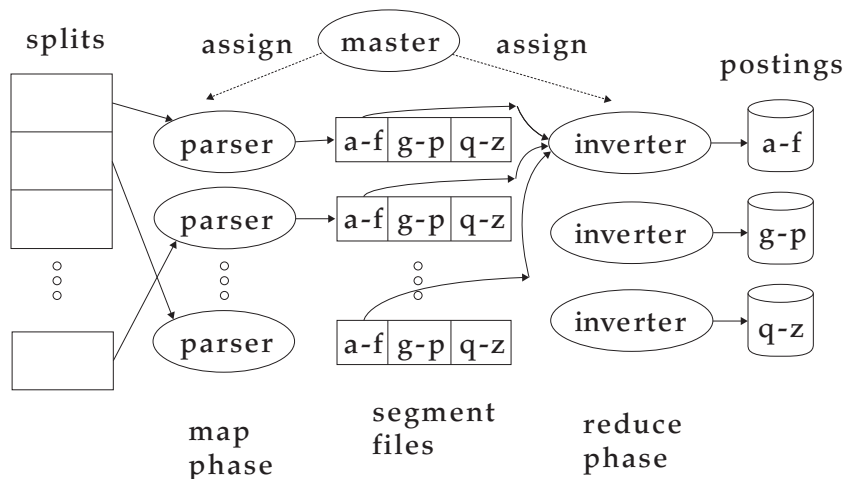 splits
assign
master
assign
postings
parser
a-f g-p q-z
inverter
a-f
parser
a-f g-p q-z
inverter
g-p
parser
a-f g-p q-z
inverter
q-z
map
phase
segment
files
reduce
phase